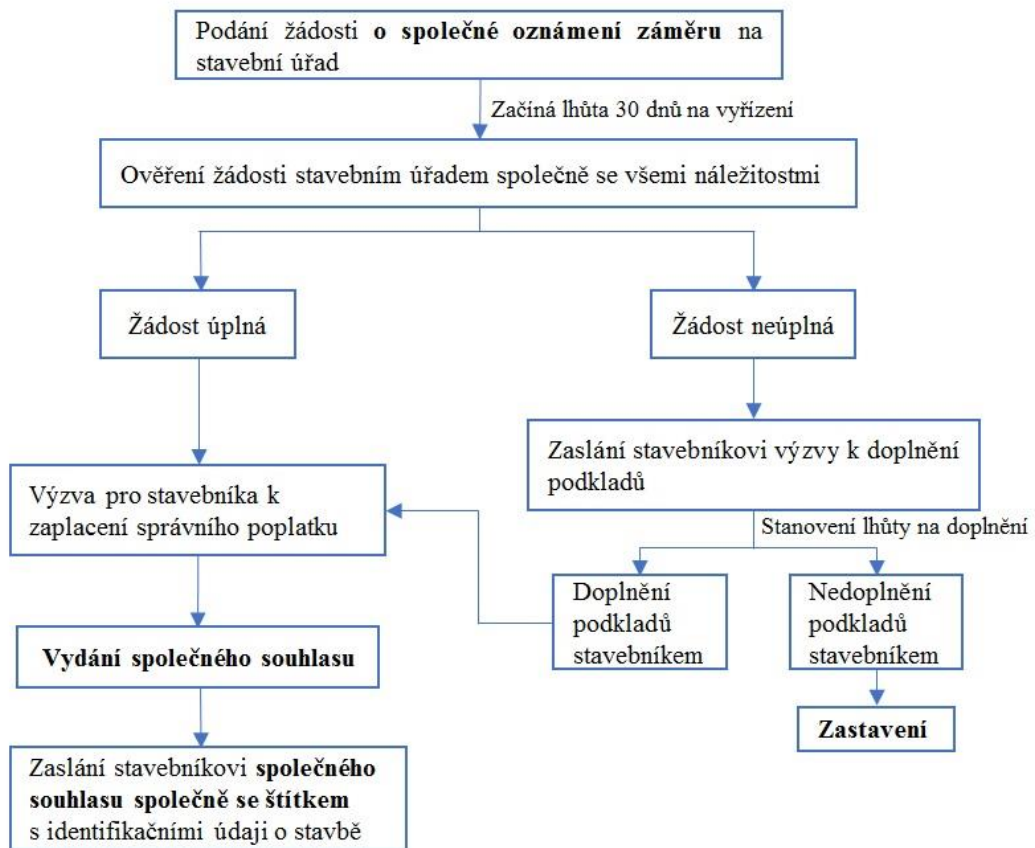 Podání žádosti o společné oznámení záměru na
stavební úřad
Začíná lhůta 30 dnů na vyřízení
Ověření žádosti stavebním úřadem společně se všemi náležitostmi
Žádost úplná
Žádost neúplná
Zaslání stavebníkovi výzvy k doplnění
podkladů
Výzva pro stavebníka k
zaplacení správního poplatku
Stanovení lhůty na doplnění
Doplnění
podkladů
stavebníkem
Nedoplnění
podkladů
stavebníkem
Vydání společného souhlasu
Zastavení
Zaslání stavebníkovi společného
souhlasu společně se štítkem
s identifikačními údaji o stavbě